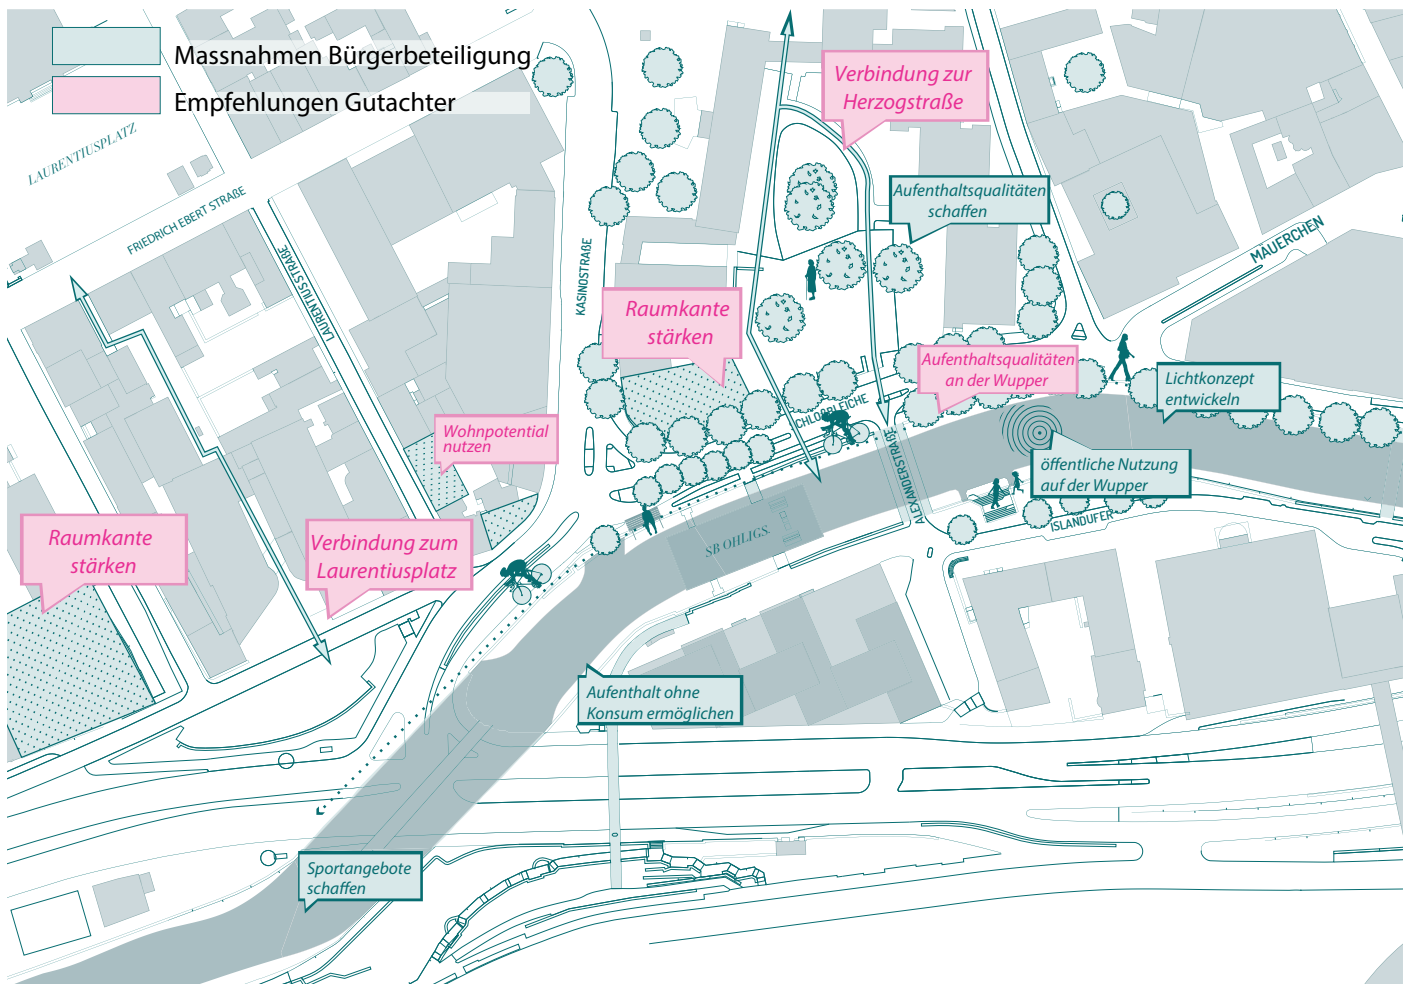 Massnahmen Bürgerbeteiligung
Empfehlungen Gutachter
LAURENTIUSPLATZ
FRIEDRICH EBERT STRAßE
LAURENTIUSSTRAßE
KASINOSTRAßE
Verbindung zur
Herzogstraße
Aufenthaltsqualitäten
schaffen
MÄUERCHEN
Raumkante
stärken
Aufenthaltsqualitäten
an der Wupper
Lichtkonzept
entwickeln
CHLOßBLEICHE
Wohnpotential
nutzen
ALEXANDERSTRAßE
öffentliche Nutzung
auf der Wupper
ISLANDUFER
SB OHLIGS.
Raumkante
stärken
Verbindung zum
Laurentiusplatz
Aufenthalt ohne
Konsum ermöglichen
Sportangebote
schaffen